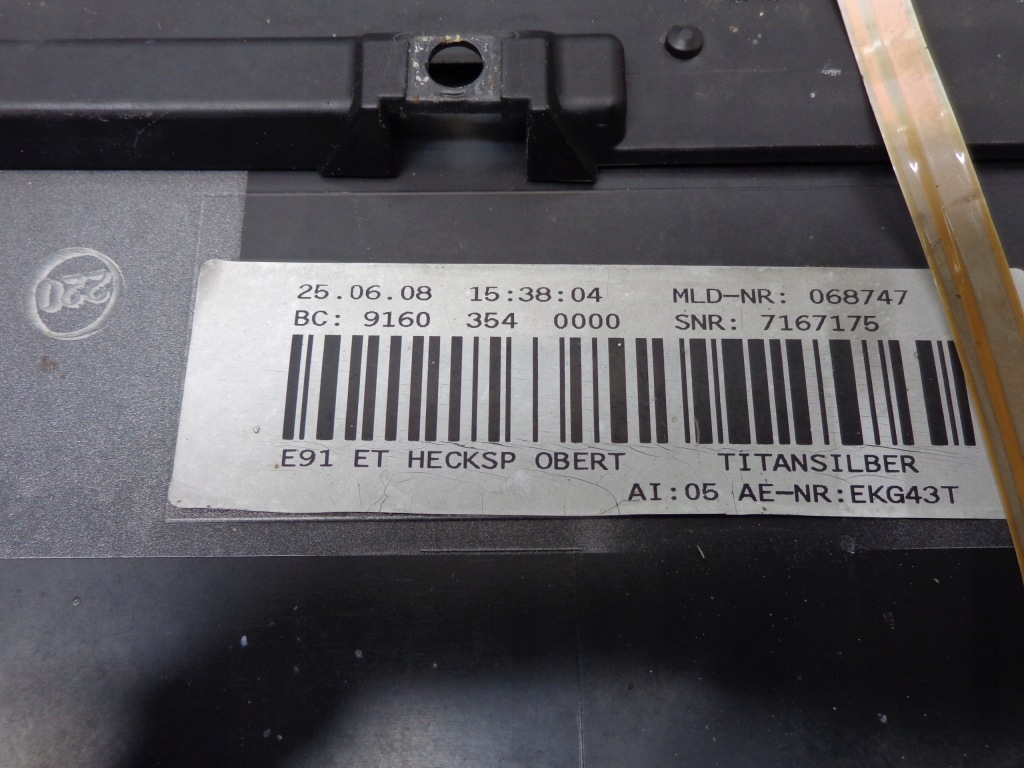 25.06.08 15:38:04 MLD-NR: 068747
BC: 9160 354 0000 SNR: 7167175
E91 ET HECKSP OBERT TITANSILBER
AI:05 AE-NR:EKG43T